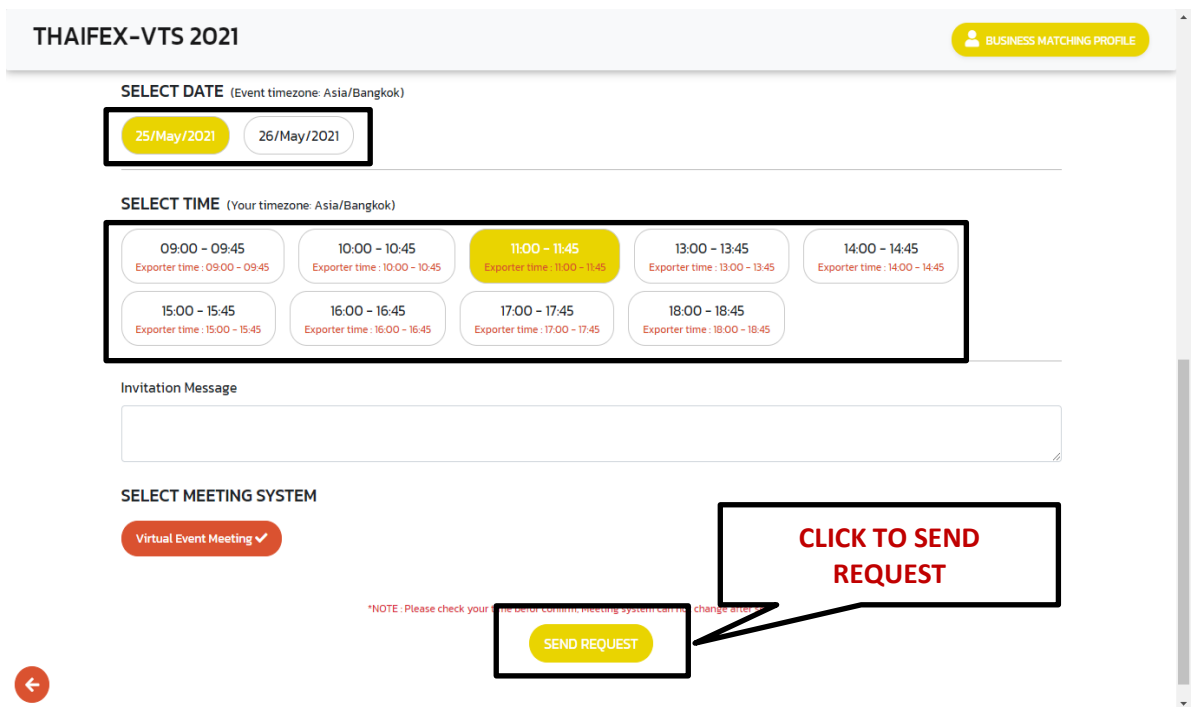 THAIFEX-VTS 2021
BUSINESS MATCHING PROFILE
SELECT DATE (Event timezone: Asia/Bangkok)
25/May/2021 26/May/2021
SELECT TIME (Your timezone: Asia/Bangkok)
09:00 - 09:45 10:00 - 10:45 11:00 - 11:45 13:00 - 13:45 14:00 - 14:45
Exporter time : 09:00 - 09:45 Exporter time : 10:00 - 10:45 Exporter time : 11:00 - 11:45 Exporter time : 13:00 - 13:45 Exporter time : 14:00 - 14:45
15:00 - 15:45 16:00 - 16:45 17:00 - 17:45 18:00 - 18:45
Exporter time : 15:00 - 15:45 Exporter time : 16:00 - 16:45 Exporter time : 17:00 - 17:45 Exporter time : 18:00 - 18:45
Invitation Message
SELECT MEETING SYSTEM
Virtual Event Meeting
CLICK TO SEND
REQUEST
*NOTE : Please check your befor confirm, Meeting system can change after
SEND REQUEST